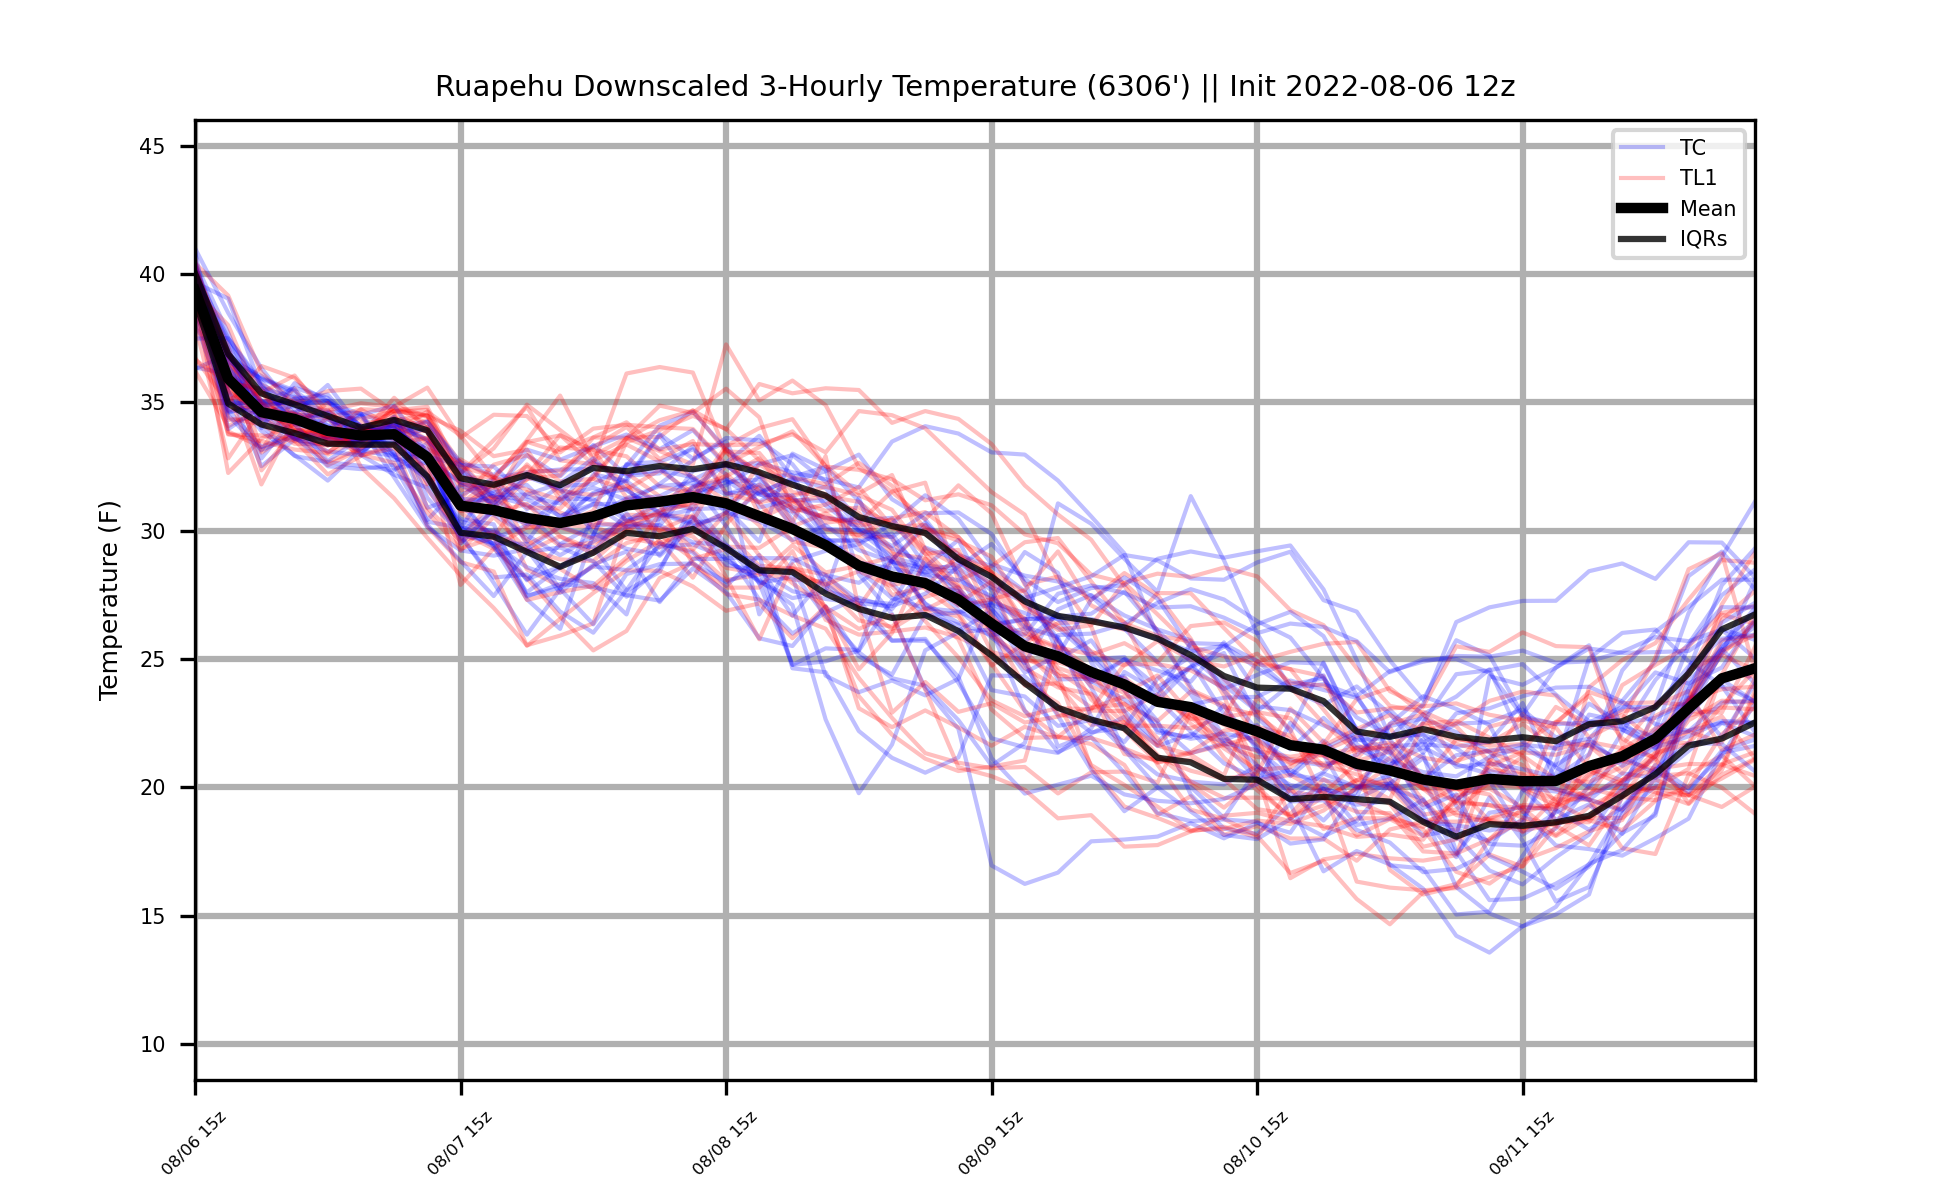 Ruapehu Downscaled 3-Hourly Temperature (6306') || Init 2022-08-06 12z
TC
TL1
Mean
IQRs
Temperature (F)
45
40
35
30
25
20
15
10
08/06 15z
08/07 15z
08/08 15z
08/09 15z
08/10 15z
08/11 15z